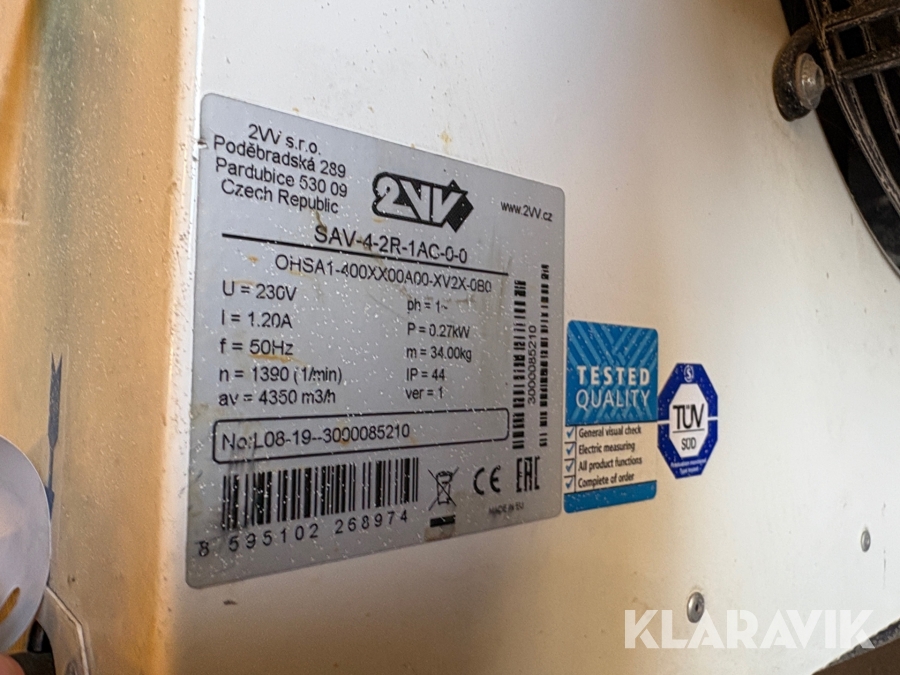 2VV s.r.o.
Poděbradská 289
Pardubice 530 09
Czech Republic
2VV
www.2VV.cz
SAV-4-2R-1AC-0-0
OHSA1-400XX00A00-XV2X-0B0
U = 230V
ph = 1~
I = 1.20A
P = 0.27kW
f = 50Hz
m = 34.00kg
n = 1390 (1/min)
IP = 44
av = 4350 m3/h
ver = 1
3000085210
No:L08-19--3000085210
8 595102 268974
CE
EAC
MADE IN EU
TESTED
QUALITY
General visual check
Electric measuring
All product functions
Complete of order
TÜV
SÜD
KLARAVIK